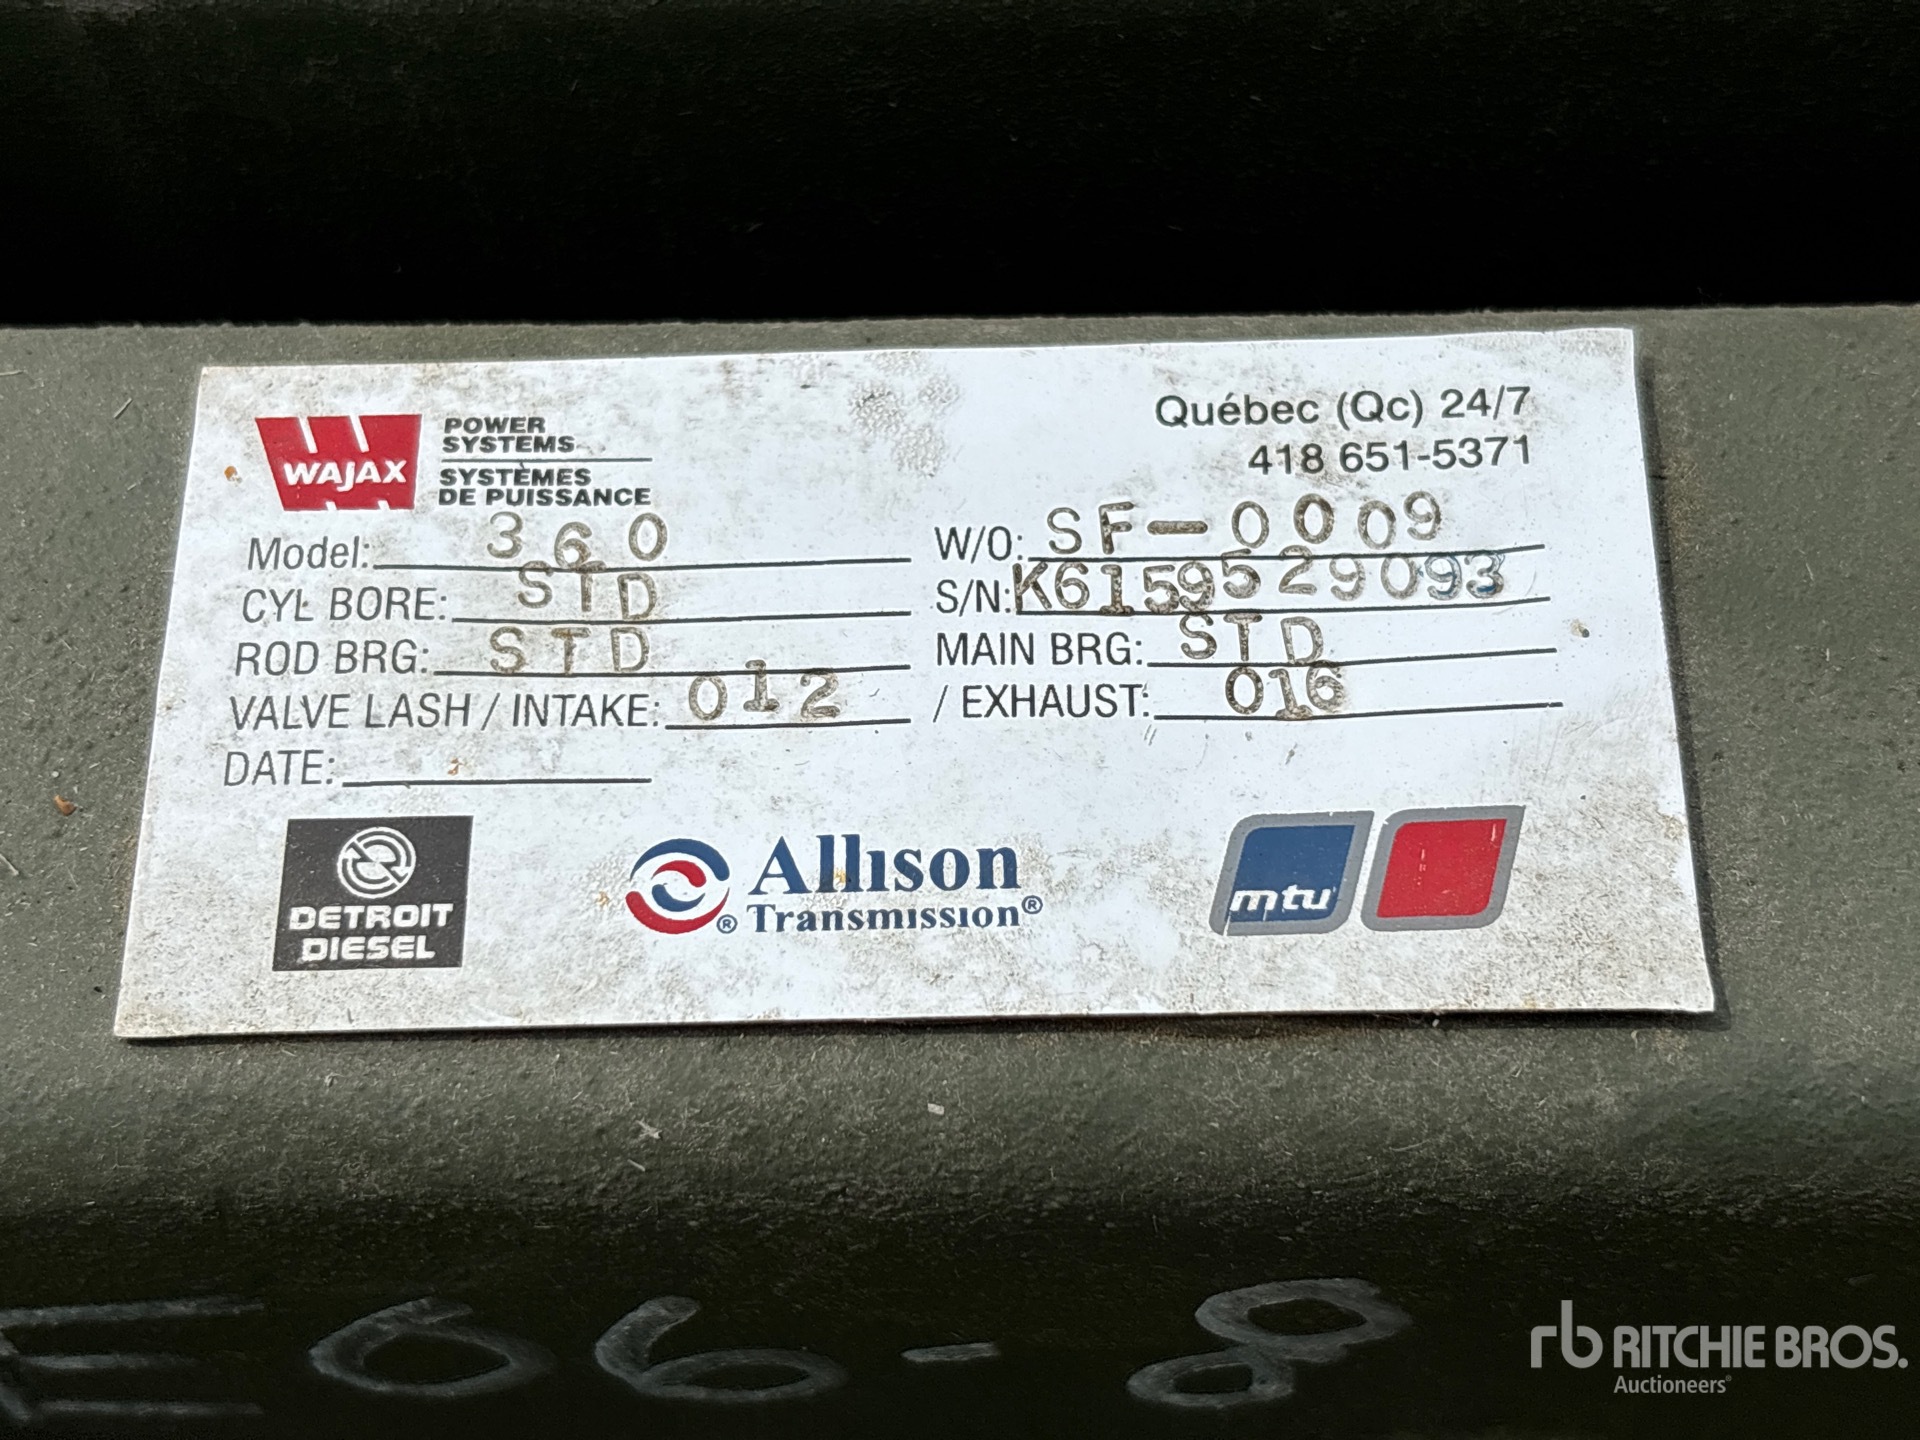 WAJAX
POWER
SYSTEMS
SYSTÈMES
DE PUISSANCE
Québec (Qc) 24/7
418 651-5371
Model: 360 W/O: SF-0009
CYL BORE: STD S/N: K6159529093
ROD BRG: STD MAIN BRG: STD
VALVE LASH / INTAKE: 012 / EXHAUST: 016
DATE:
DETROIT
DIESEL
Allison
Transmission®
mtu
E66-8
rb RITCHIE BROS.
Auctioneers®